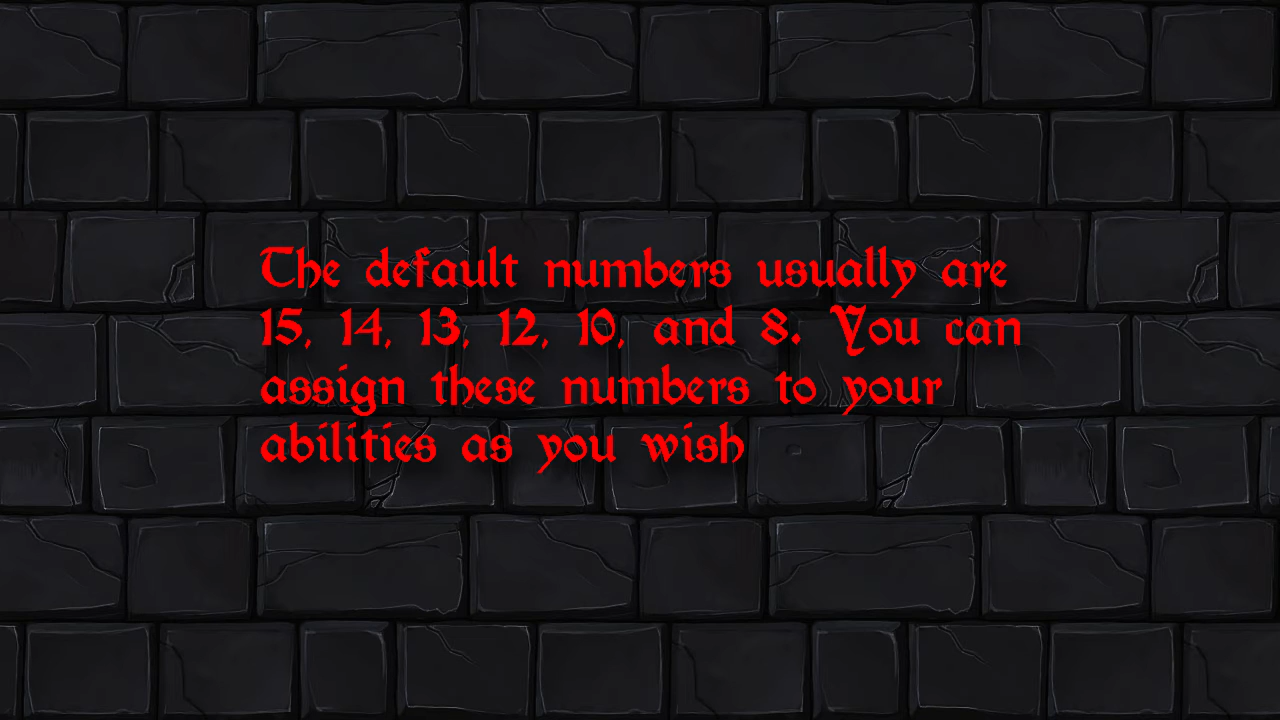 The default numbers usually are
15, 14, 13, 12, 10, and 8. You can
assign these numbers to your
abilities as you wish